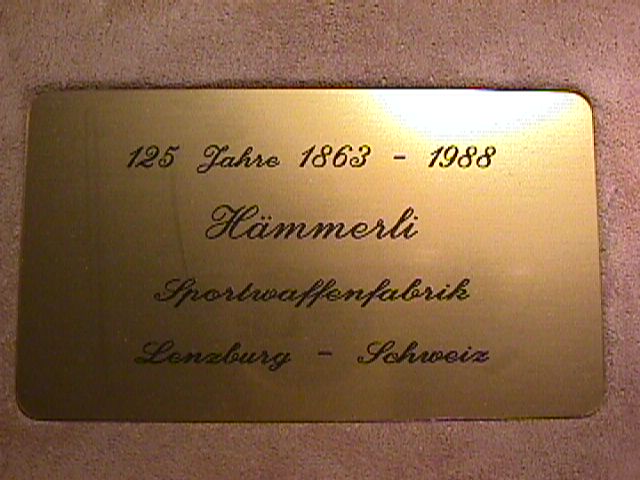 125 Jahre 1863 - 1988
Hämmerli
Sportwaffenfabrik
Lenzburg - Schweiz